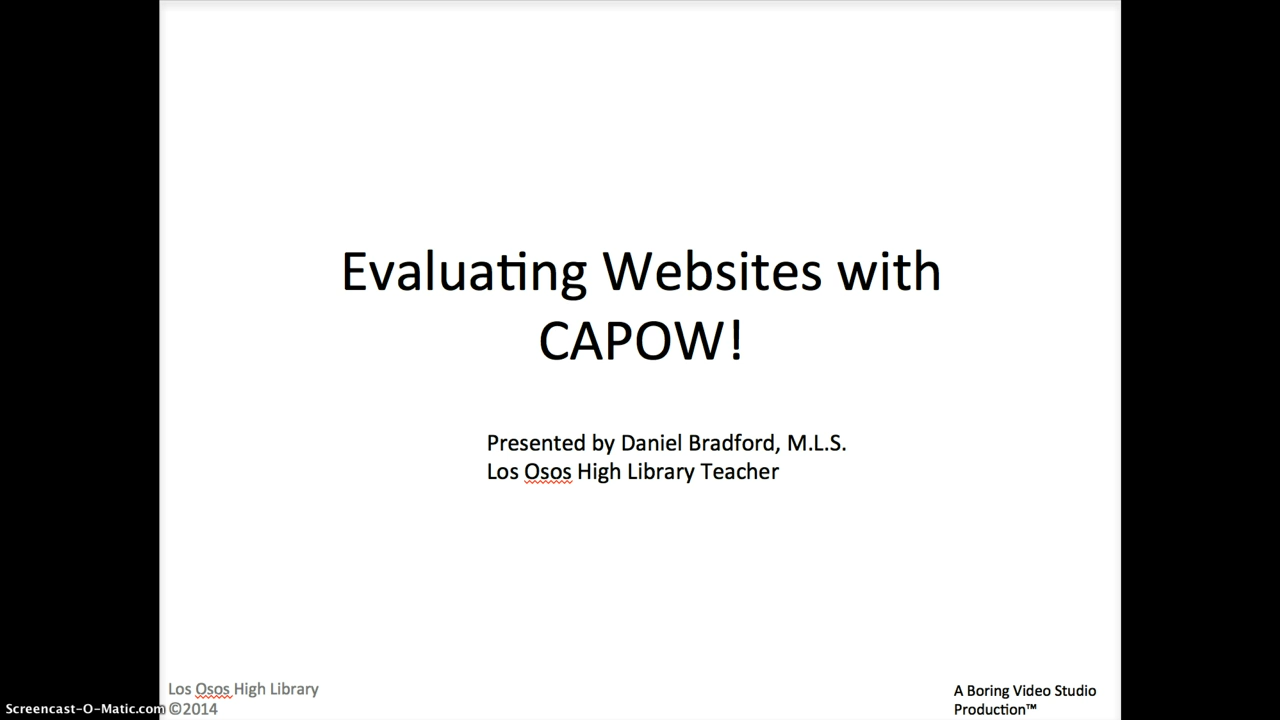 Evaluating Websites with
CAPOW!
Presented by Daniel Bradford, M.L.S.
Los Osos High Library Teacher
Los Osos High Library
Screencast-O-Matic.com ©2014
A Boring Video Studio
Production™